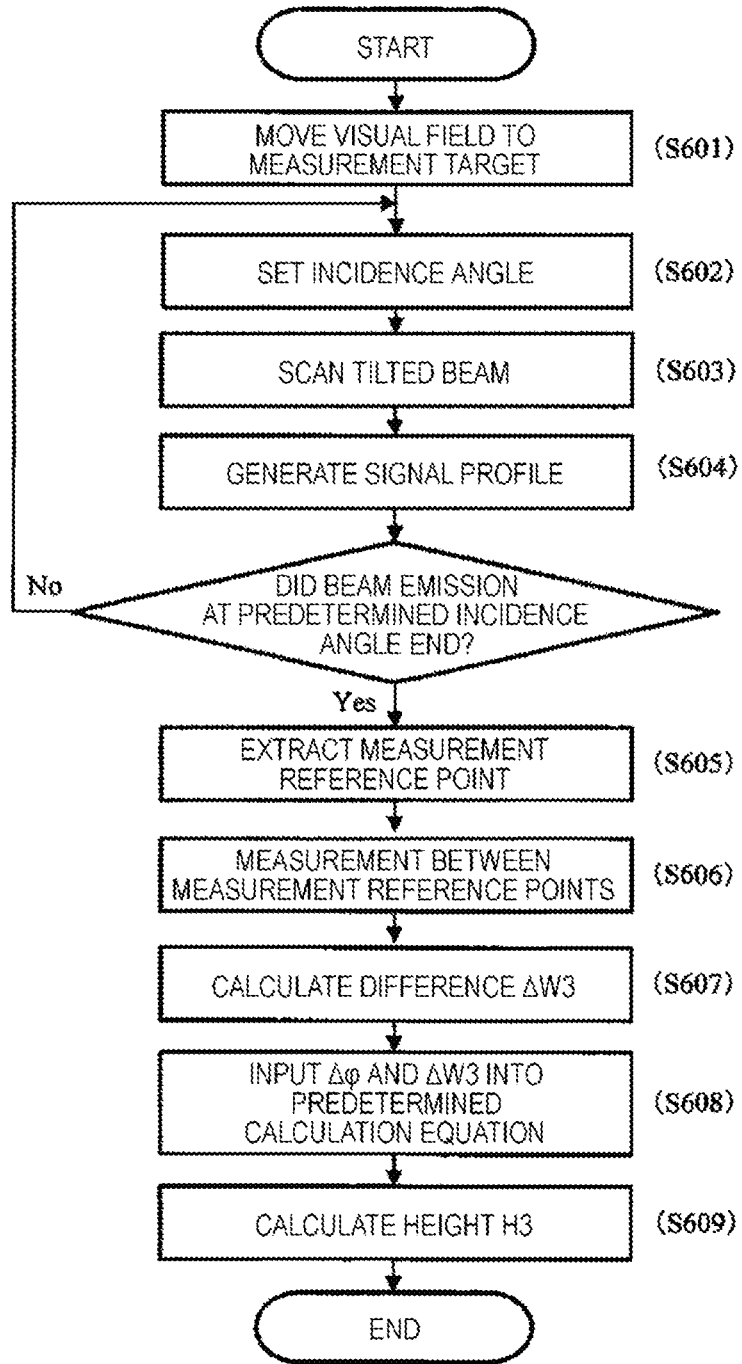 START
MOVE VISUAL FIELD TO
MEASUREMENT TARGET
(S601)
SET INCIDENCE ANGLE
(S602)
SCAN TILTED BEAM
(S603)
GENERATE SIGNAL PROFILE
(S604)
No
DID BEAM EMISSION
AT PREDETERMINED INCIDENCE
ANGLE END?
Yes
EXTRACT MEASUREMENT
REFERENCE POINT
(S605)
MEASUREMENT BETWEEN
MEASUREMENT REFERENCE POINTS
(S606)
CALCULATE DIFFERENCE ΔW3
(S607)
INPUT Δφ AND ΔW3 INTO
PREDETERMINED
CALCULATION EQUATION
(S608)
CALCULATE HEIGHT H3
(S609)
END